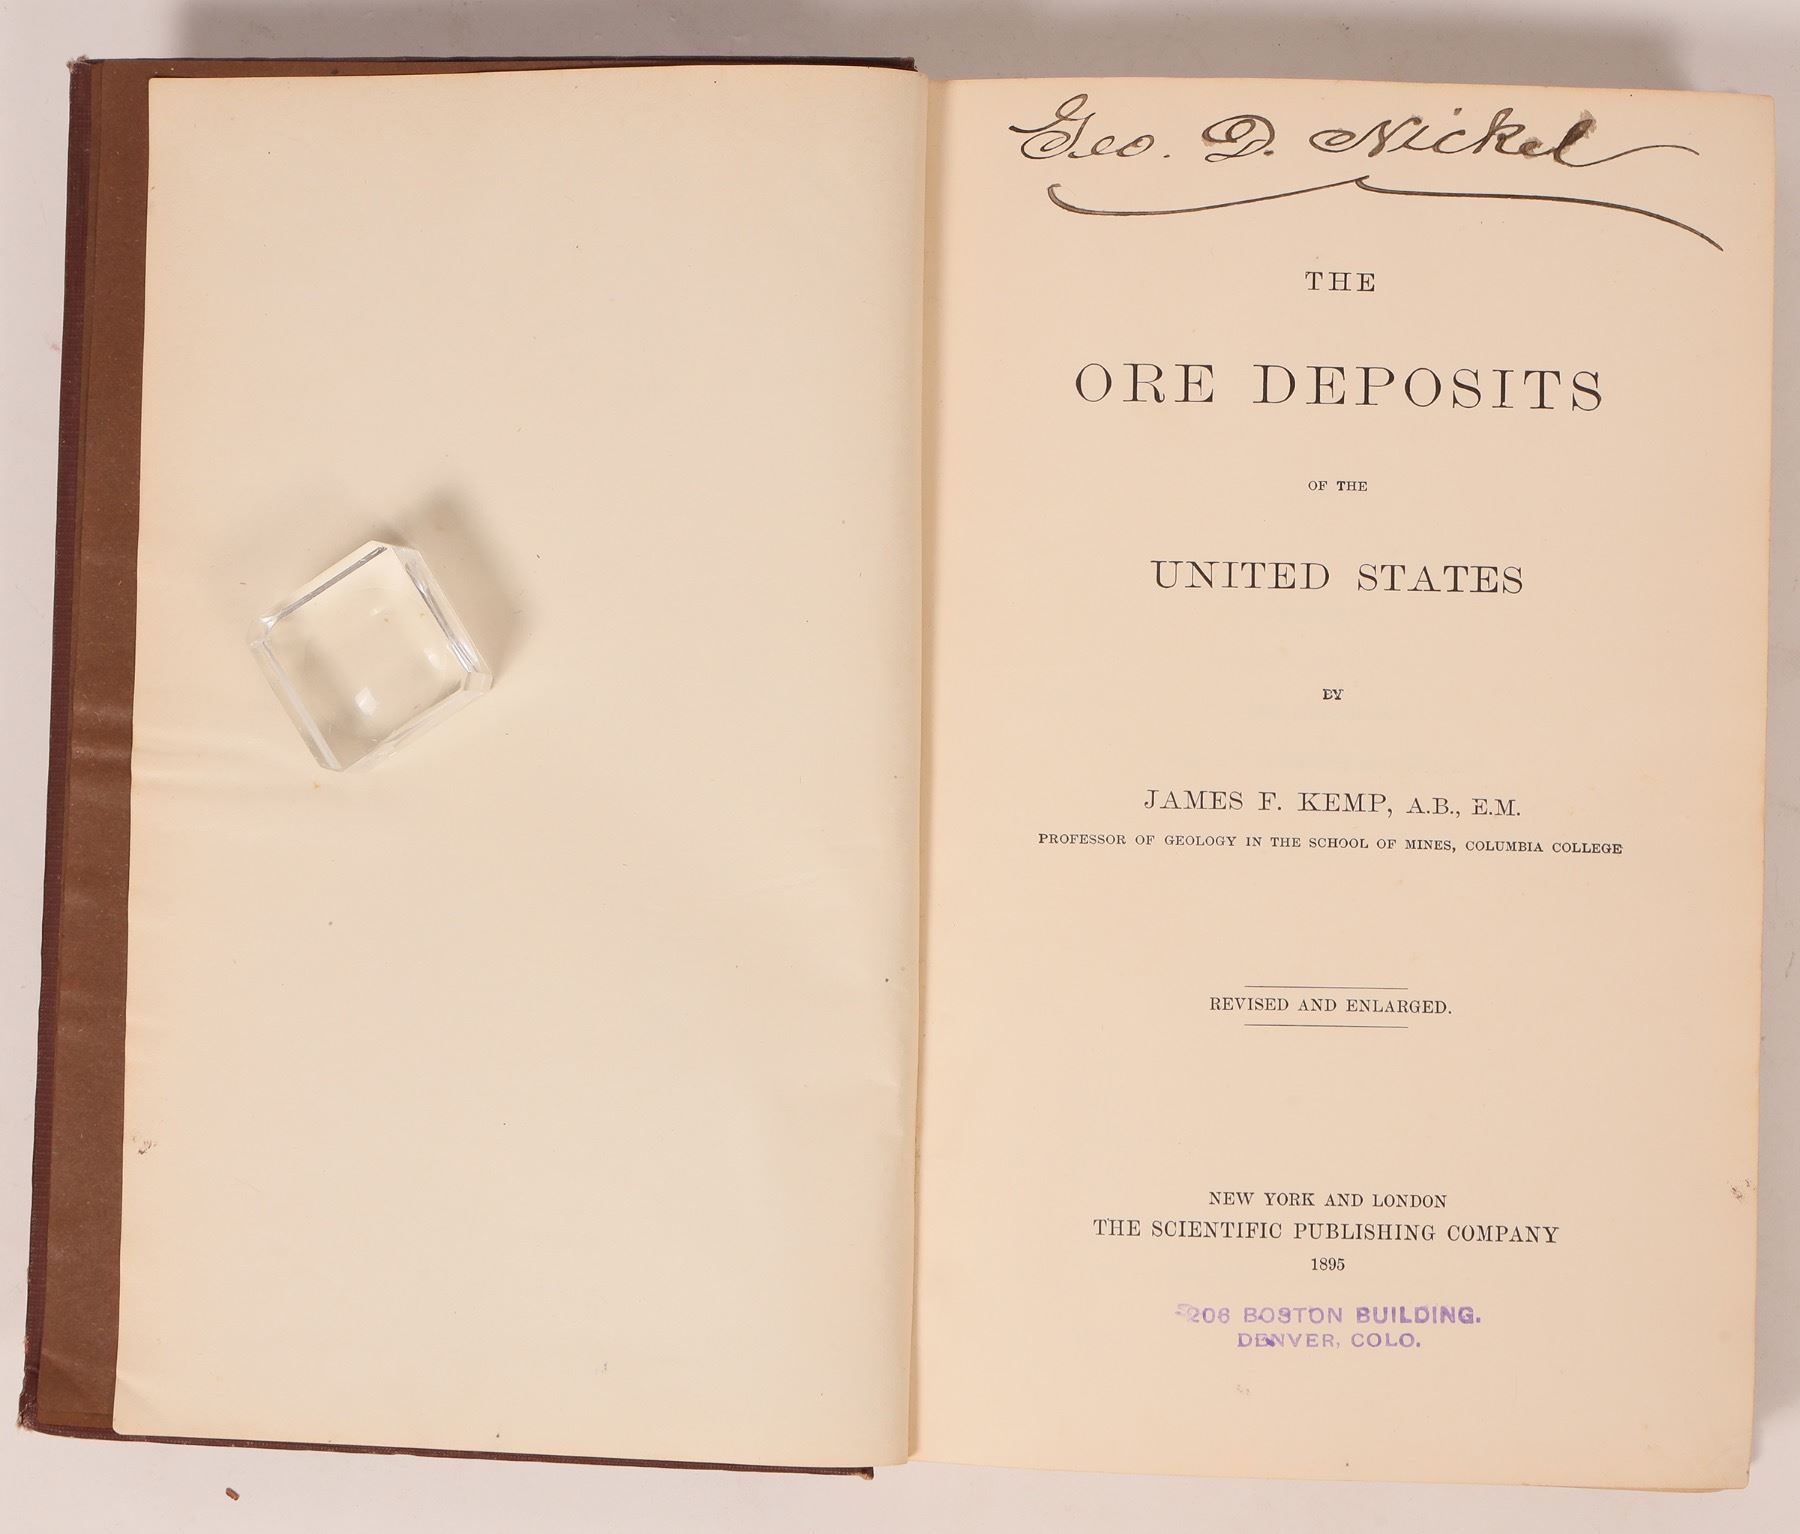 Geo. D. Nickel
THE
ORE DEPOSITS
OF THE
UNITED STATES
BY
JAMES F. KEMP, A.B., E.M.
PROFESSOR OF GEOLOGY IN THE SCHOOL OF MINES, COLUMBIA COLLEGE
REVISED AND ENLARGED.
NEW YORK AND LONDON
THE SCIENTIFIC PUBLISHING COMPANY
1895
206 BOSTON BUILDING.
DENVER, COLO.